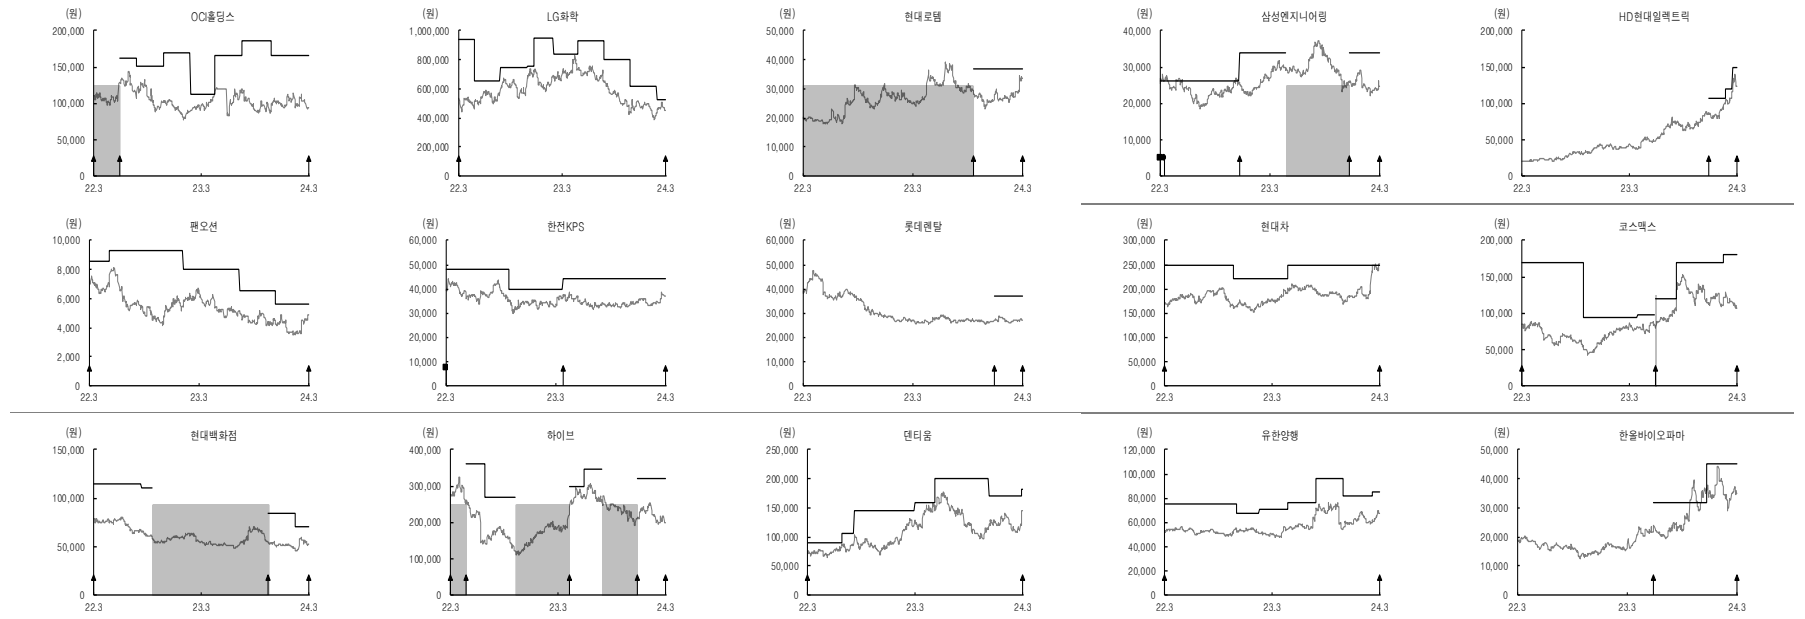 (원) OCI홀딩스
200,000
150,000
100,000
50,000
0
22.3 23.3 24.3
(원) LG화학
1,000,000
800,000
600,000
400,000
200,000
0
22.3 23.3 24.3
(원) 현대로템
50,000
40,000
30,000
20,000
10,000
0
22.3 23.3 24.3
(원) 삼성엔지니어링
40,000
30,000
20,000
10,000
0
22.3 23.3 24.3
(원) HD현대일렉트릭
200,000
150,000
100,000
50,000
0
22.3 23.3 24.3
(원) 팬오션
10,000
8,000
6,000
4,000
2,000
0
22.3 23.3 24.3
(원) 한전KPS
60,000
50,000
40,000
30,000
20,000
10,000
0
22.3 23.3 24.3
(원) 롯데렌탈
60,000
50,000
40,000
30,000
20,000
10,000
0
22.3 23.3 24.3
(원) 현대차
300,000
250,000
200,000
150,000
100,000
50,000
0
22.3 23.3 24.3
(원) 코스맥스
200,000
150,000
100,000
50,000
0
22.3 23.3 24.3
(원) 현대백화점
150,000
100,000
50,000
0
22.3 23.3 24.3
(원) 하이브
400,000
300,000
200,000
100,000
0
22.3 23.3 24.3
(원) 덴티움
250,000
200,000
150,000
100,000
50,000
0
22.3 23.3 24.3
(원) 유한양행
120,000
100,000
80,000
60,000
40,000
20,000
0
22.3 23.3 24.3
(원) 한올바이오파마
50,000
40,000
30,000
20,000
10,000
0
22.3 23.3 24.3